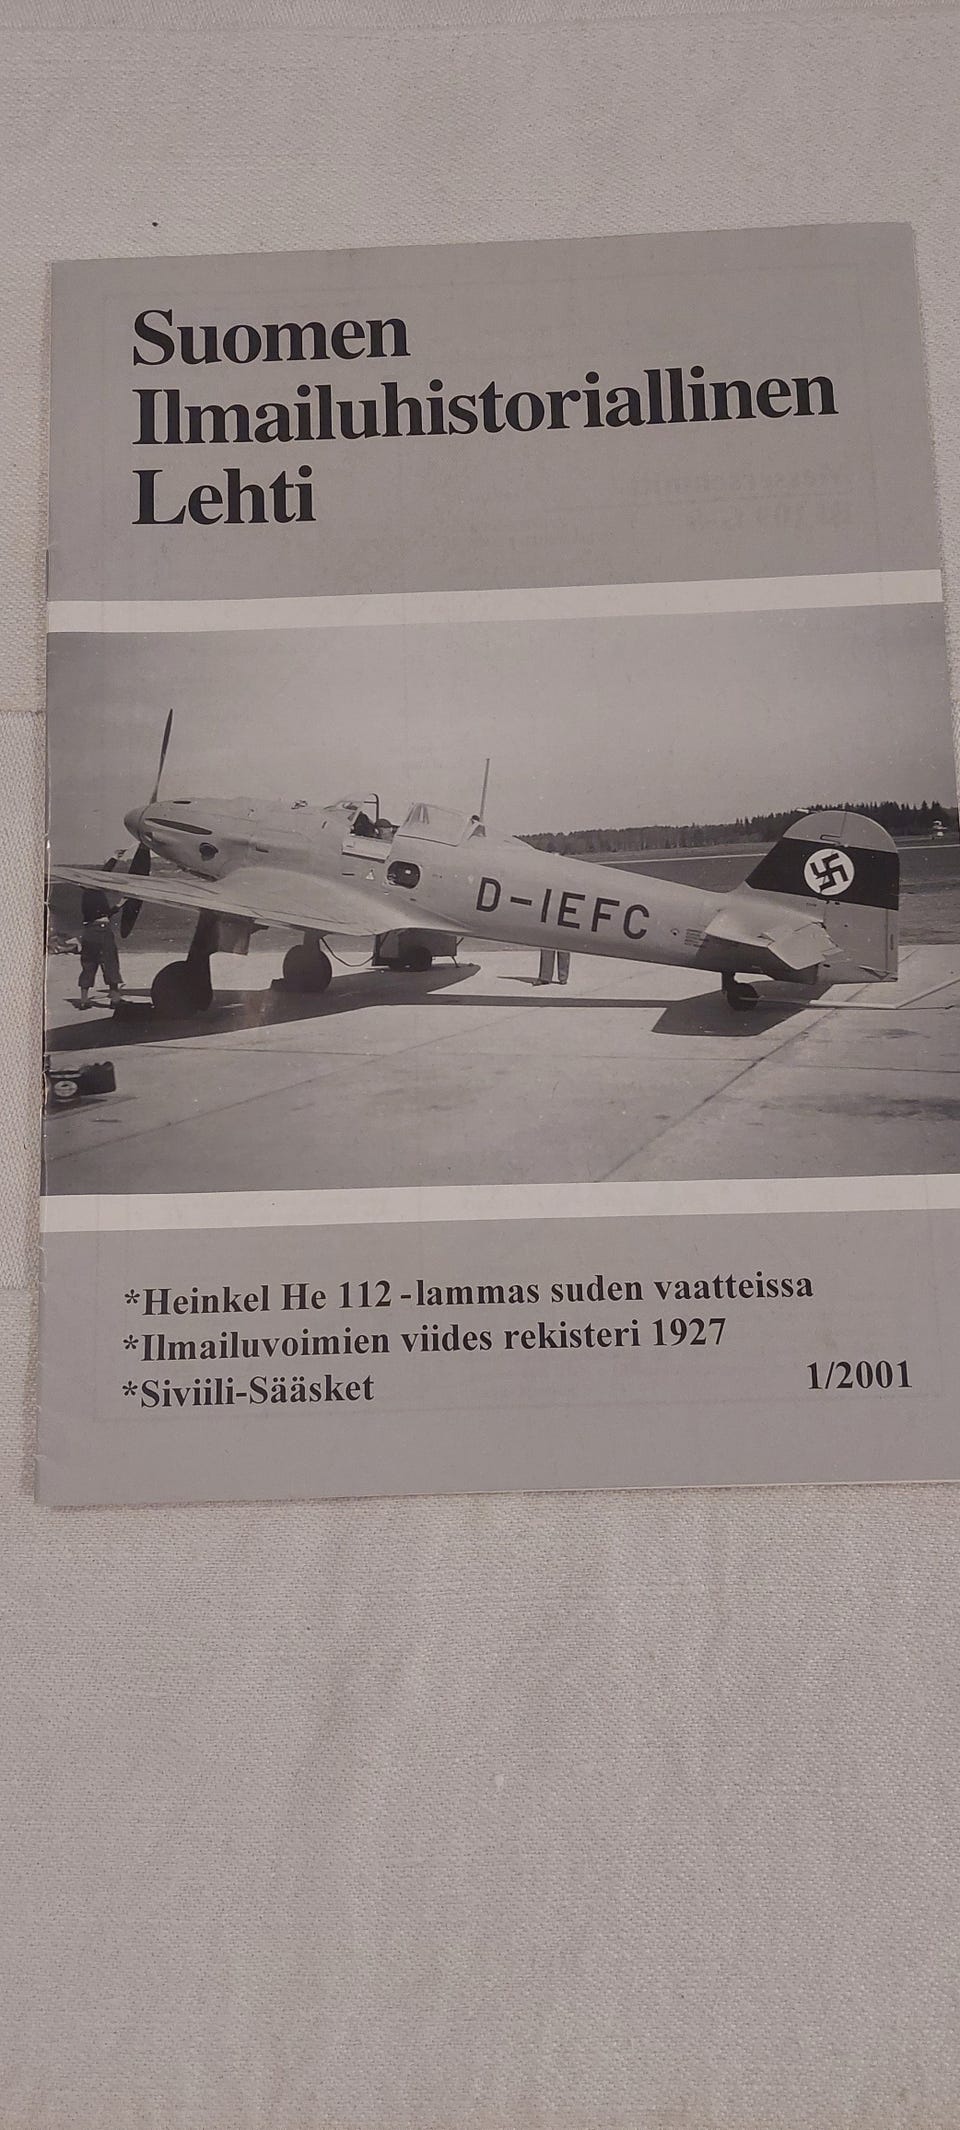 Suomen
Ilmailuhistoriallinen
Lehti
D-IEFC
*Heinkel He 112 -lammas suden vaatteissa
*Ilmailuvoimien viides rekisteri 1927
*Siviili-Sääsket
1/2001